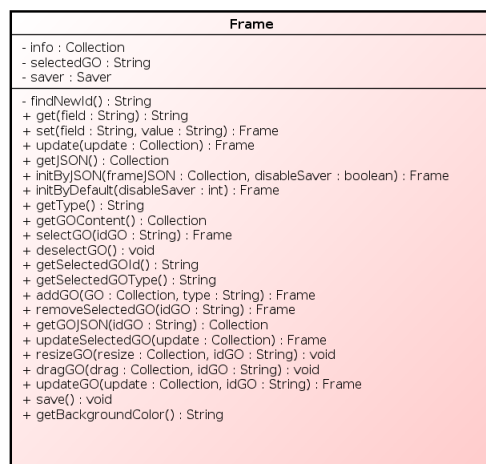 Frame
- info : Collection
- selectedGO : String
- saver : Saver
- findNewId() : String
+ get(field : String) : String
+ set(field : String, value : String) : Frame
+ update(update : Collection) : Frame
+ getJSON() : Collection
+ initByJSON(frameJSON : Collection, disableSaver : boolean) : Frame
+ initByDefault(disableSaver : int) : Frame
+ getType() : String
+ getGOContent() : Collection
+ selectGO(idGO : String) : Frame
+ deselectGO() : void
+ getSelectedGOId() : String
+ getSelectedGOType() : String
+ addGO(GO : Collection, type : String) : Frame
+ removeSelectedGO(idGO : String) : Frame
+ getGOJSON(idGO : String) : Collection
+ updateSelectedGO(update : Collection) : Frame
+ resizeGO(resize : Collection, idGO : String) : void
+ dragGO(drag : Collection, idGO : String) : void
+ updateGO(update : Collection, idGO : String) : Frame
+ save() : void
+ getBackgroundColor() : String